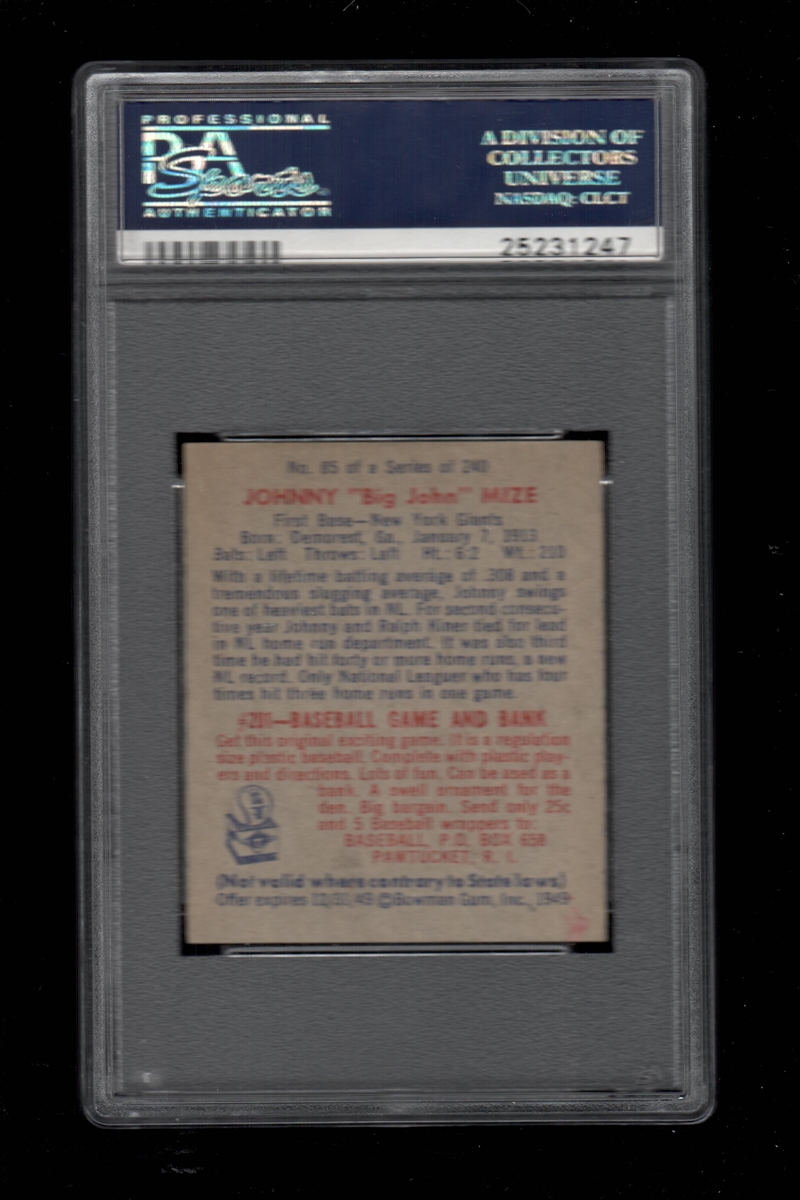 PROFESSIONAL
PSA
Sports
AUTHENTICATOR
A DIVISION OF
COLLECTORS
UNIVERSE
NASDAQ: CLCT
25231247
No. 85 of a Series of 240
JOHNNY "Big John" MIZE
First Base—New York Giants
Born: Demorest, Ga., January 7, 1913
Bats: Left Throws: Left Ht.: 6:2 Wt.: 210
With a lifetime batting average of .308 and a
tremendous slugging average, Johnny swings
one of heaviest bats in NL. For second consecu-
tive year Johnny and Ralph Kiner tied for lead
in NL home run department. It was also third
time he had hit forty or more home runs, a new
NL record. Only National Leaguer who has four
times hit three home runs in one game.
#201—BASEBALL GAME AND BANK
Get this original exciting game. It is a regulation
size plastic baseball. Complete with plastic play-
ers and directions. Lots of fun. Can be used as a
bank. A swell ornament for the
den. Big bargain. Send only 25c
and 5 Baseball wrappers to:
BASEBALL, P.O. BOX 658
PAWTUCKET, R. I.
(Not valid where contrary to State laws)
Offer expires 12/31/49 ©Bowman Gum, Inc., 1949